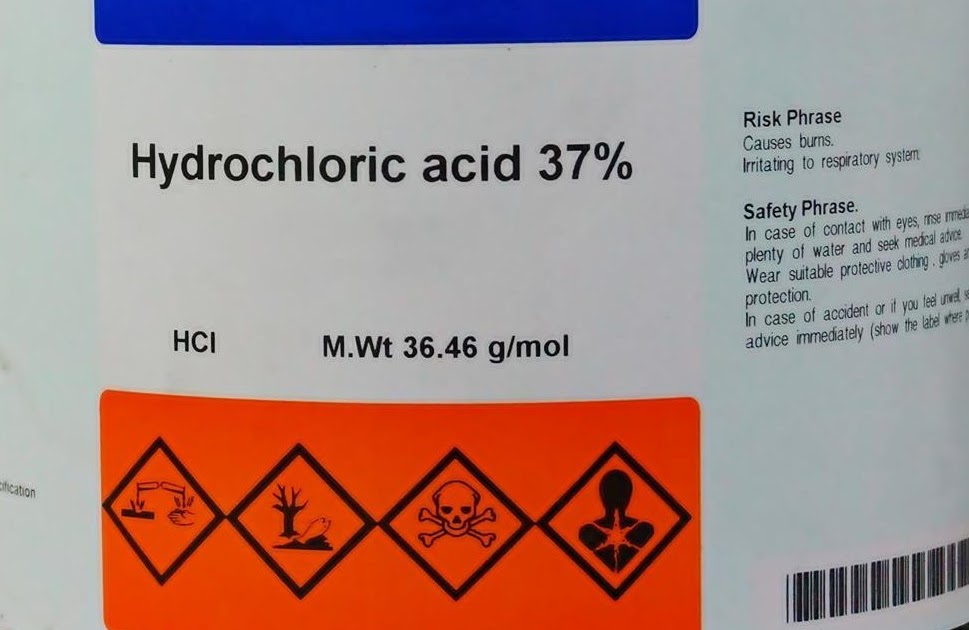 Hydrochloric acid 37%
HCl
M.Wt 36.46 g/mol
Risk Phrase
Causes burns.
Irritating to respiratory system.
Safety Phrase.
In case of contact with eyes, rinse
plenty of water and seek medical advice.
Wear suitable protective clothing . gloves
protection.
In case of accident or if you feel unwell,
advice immediately (show the label where